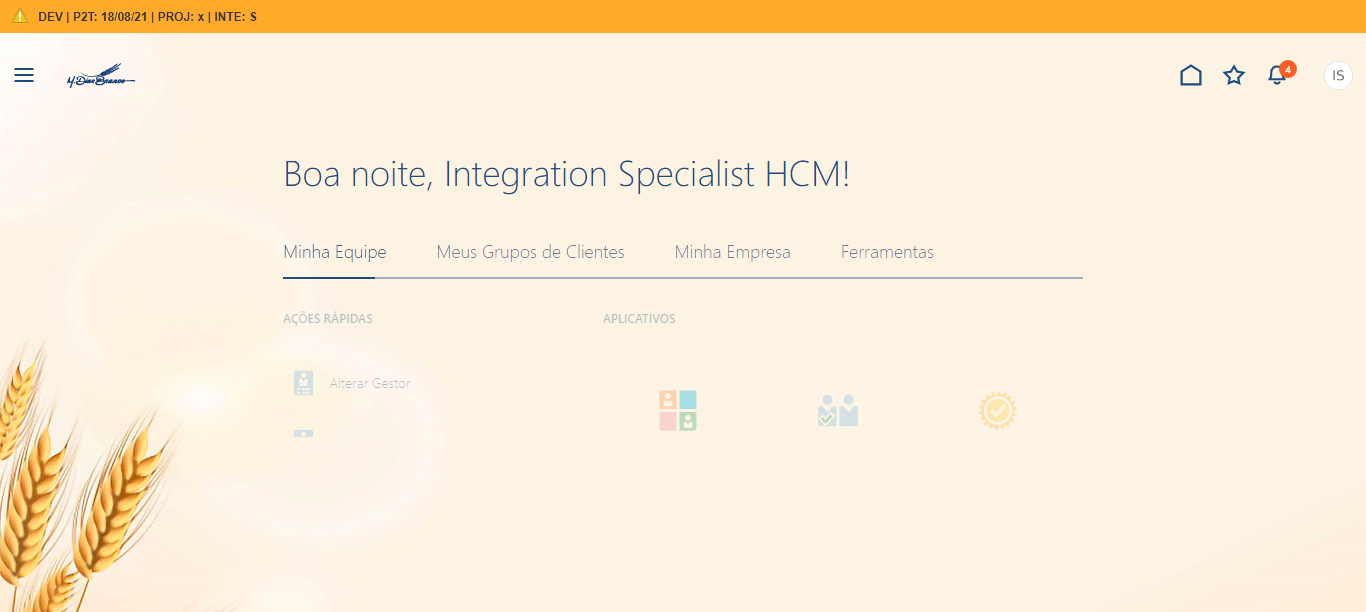 DEV | P2T: 18/08/21 | PROJ: x | INTE: S
M. Dias Branco
4
IS
Boa noite, Integration Specialist HCM!
Minha Equipe
Meus Grupos de Clientes
Minha Empresa
Ferramentas
AÇÕES RÁPIDAS
APLICATIVOS
Alterar Gestor